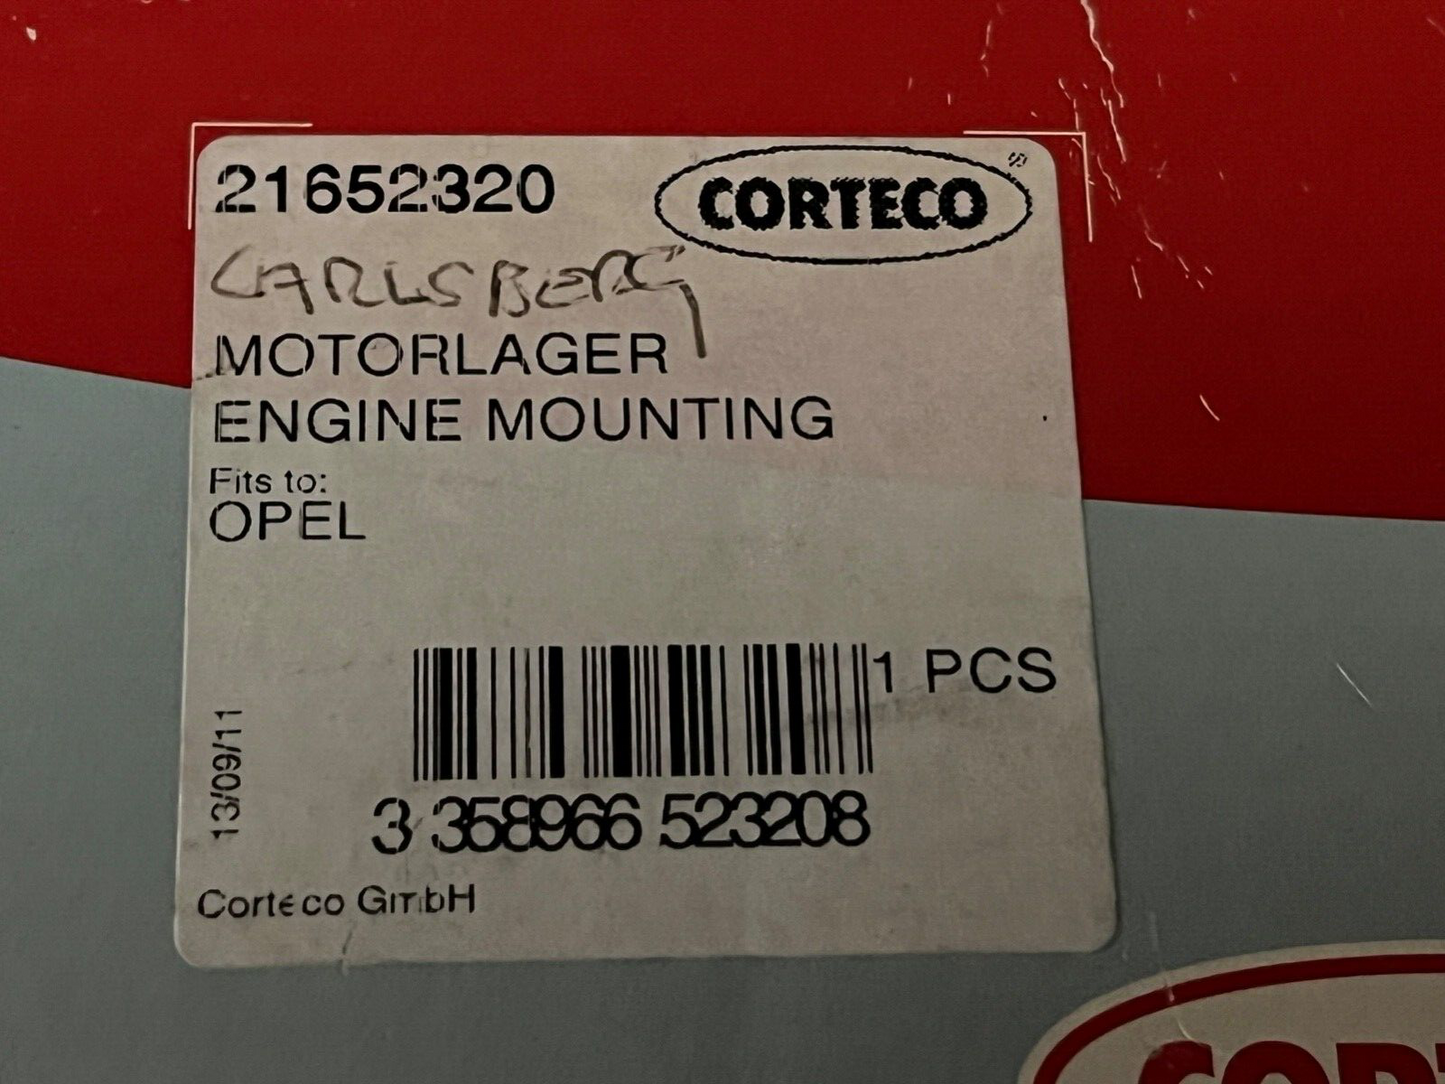 21652320
CORTECO®
CARLSBERG
MOTORLAGER
ENGINE MOUNTING
Fits to:
OPEL
1 PCS
13/09/11
3 358966 523208
Corteco GmbH